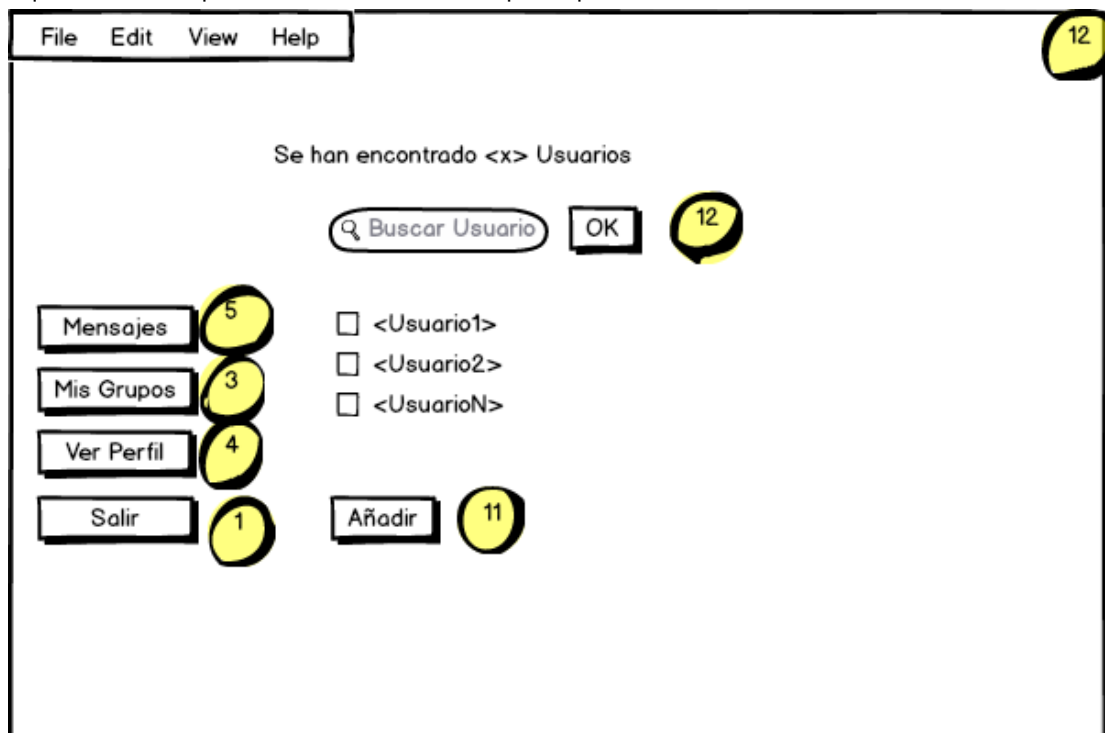 File Edit View Help
12
Se han encontrado <x> Usuarios
Buscar Usuario OK 12
Mensajes 5
<Usuario1>
Mis Grupos 3
<Usuario2>
<UsuarioN>
Ver Perfil 4
Salir 1
Añadir 11